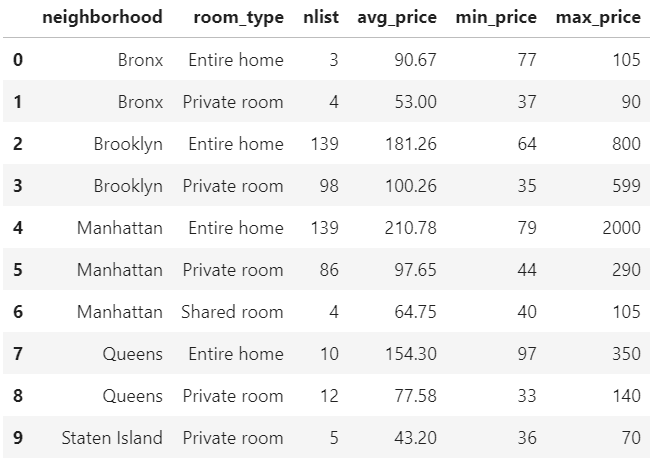 neighborhood room_type nlist avg_price min_price max_price
0 Bronx Entire home 3 90.67 77 105
1 Bronx Private room 4 53.00 37 90
2 Brooklyn Entire home 139 181.26 64 800
3 Brooklyn Private room 98 100.26 35 599
4 Manhattan Entire home 139 210.78 79 2000
5 Manhattan Private room 86 97.65 44 290
6 Manhattan Shared room 4 64.75 40 105
7 Queens Entire home 10 154.30 97 350
8 Queens Private room 12 77.58 33 140
9 Staten Island Private room 5 43.20 36 70